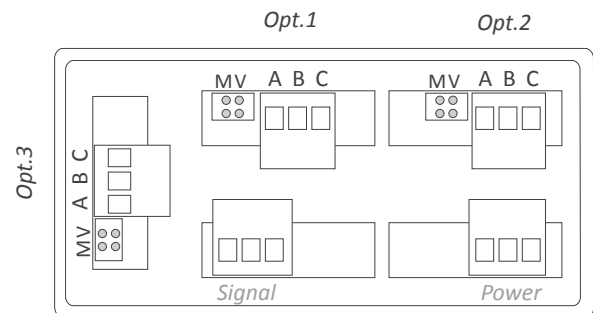 Opt.1
Opt.2
MV A B C
MV A B C
Opt.3
MV A B C
Signal
Power